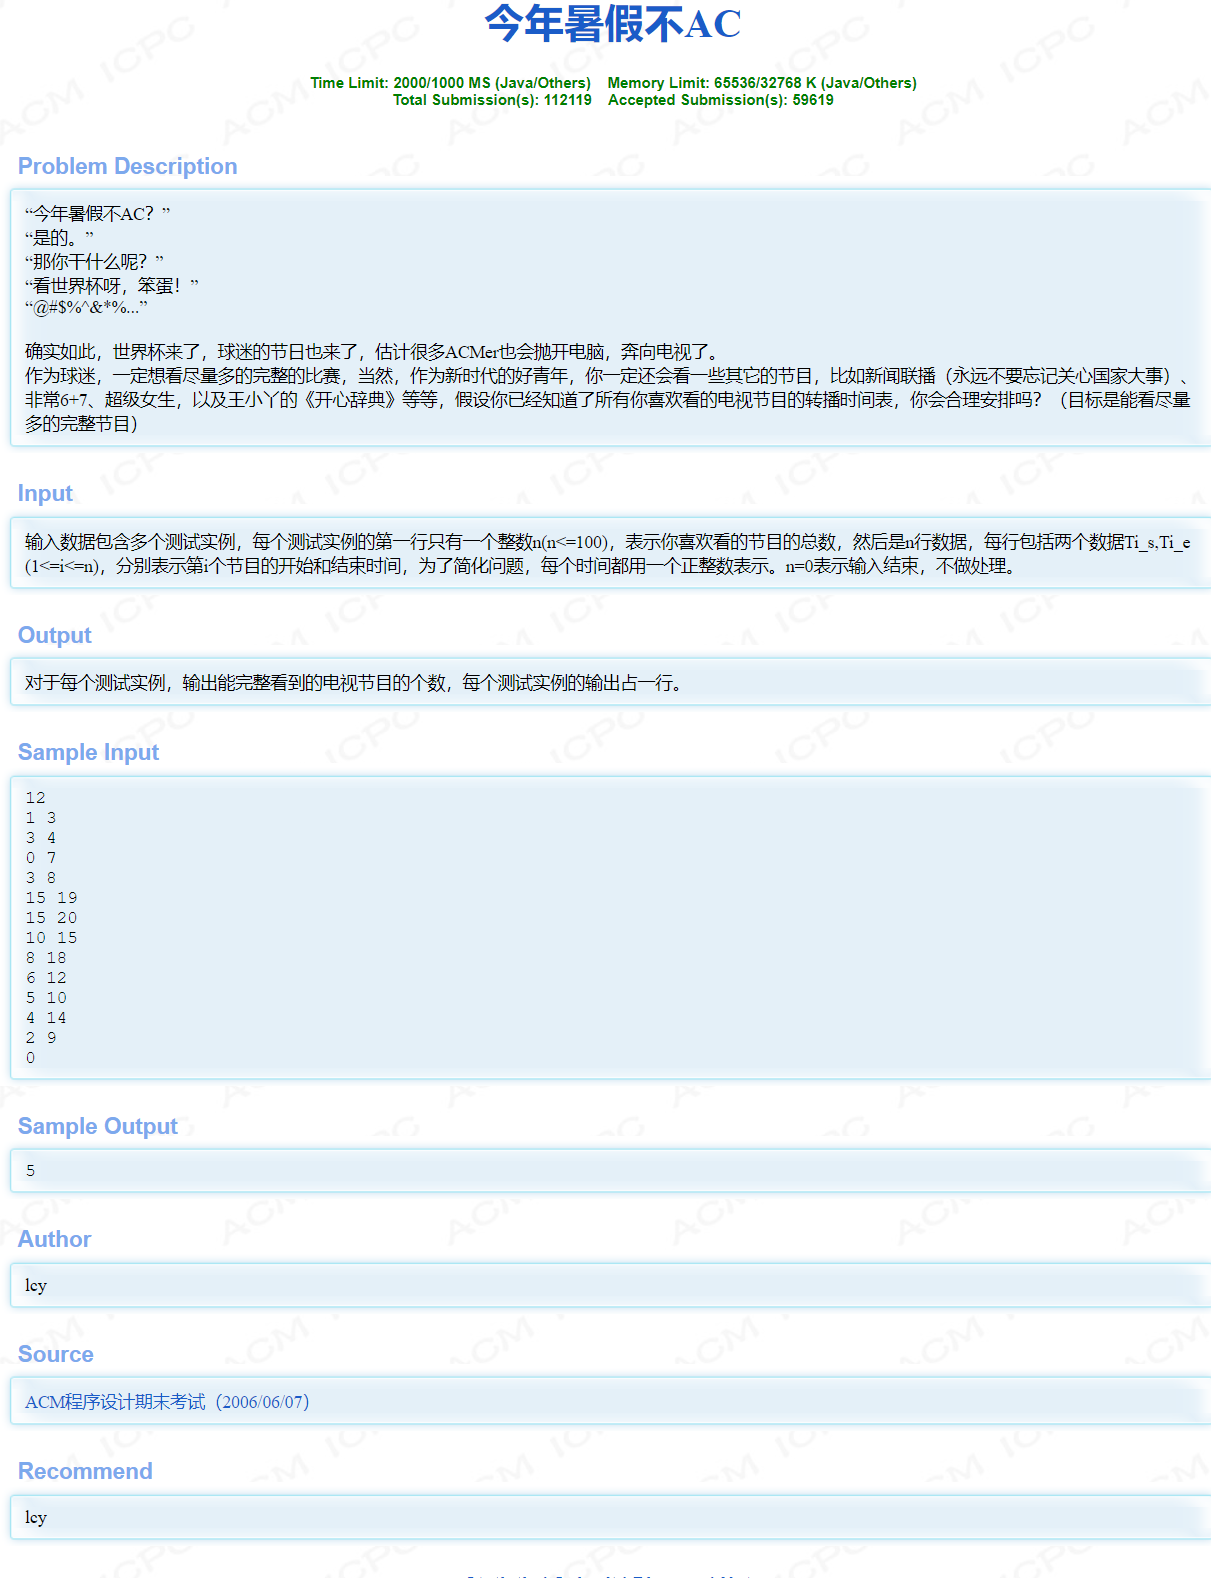 今年暑假不AC
Time Limit: 2000/1000 MS (Java/Others) Memory Limit: 65536/32768 K (Java/Others)
Total Submission(s): 112119 Accepted Submission(s): 59619
Problem Description
“今年暑假不AC？”
“是的。”
“那你干什么呢？”
“看世界杯呀，笨蛋！”
“@#$%^&*%...”
确实如此，世界杯来了，球迷的节日也来了，估计很多ACMer也会抛开电脑，奔向电视了。
作为球迷，一定想看尽量多的完整的比赛，当然，作为新时代的好青年，你一定还会看一些其它的节目，比如新闻联播（永远不要忘记关心国家大事）、
非常6+7、超级女生，以及王小丫的《开心辞典》等等，假设你已经知道了所有你喜欢看的电视节目的转播时间表，你会合理安排吗？（目标是能看尽量
多的完整节目）
Input
输入数据包含多个测试实例，每个测试实例的第一行只有一个整数n(n<=100)，表示你喜欢看的节目的总数，然后是n行数据，每行包括两个数据Ti_s,Ti_e
(1<=i<=n)，分别表示第i个节目的开始和结束时间，为了简化问题，每个时间都用一个正整数表示。n=0表示输入结束，不做处理。
Output
对于每个测试实例，输出能完整看到的电视节目的个数，每个测试实例的输出占一行。
Sample Input
12
1 3
3 4
0 7
3 8
15 19
15 20
10 15
8 18
6 12
5 10
4 14
2 9
0
Sample Output
5
Author
lcy
Source
ACM程序设计期末考试（2006/06/07）
Recommend
lcy